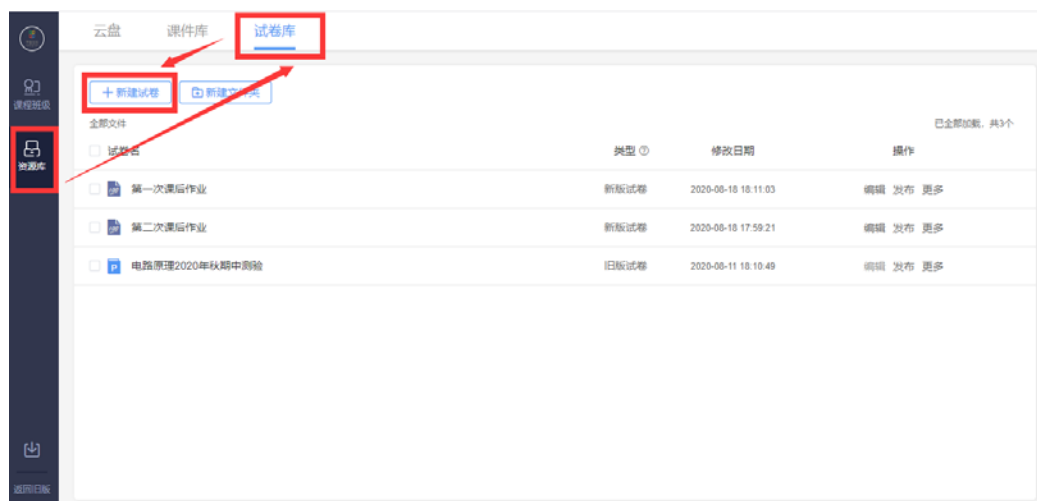 云盘 课件库 试卷库
课程班级
资源库
返回旧版
+ 新建试卷 新建文件夹
全部文件 已全部加载，共3个
试卷名 类型 修改日期 操作
第一次课后作业 新版试卷 2020-08-18 18:11:03 编辑 发布 更多
第二次课后作业 新版试卷 2020-08-18 17:59:21 编辑 发布 更多
电路原理2020年秋期中测验 旧版试卷 2020-08-11 18:10:49 编辑 发布 更多